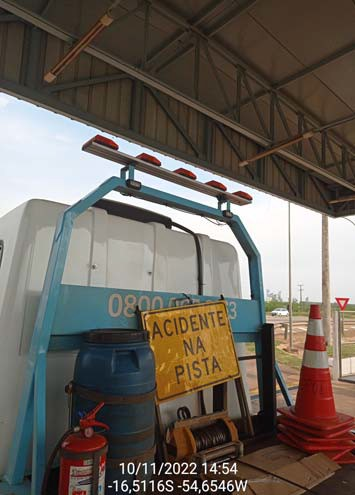 0800
ACIDENTE
NA
PISTA
10/11/2022 14:54
-16,5116S -54,6546W